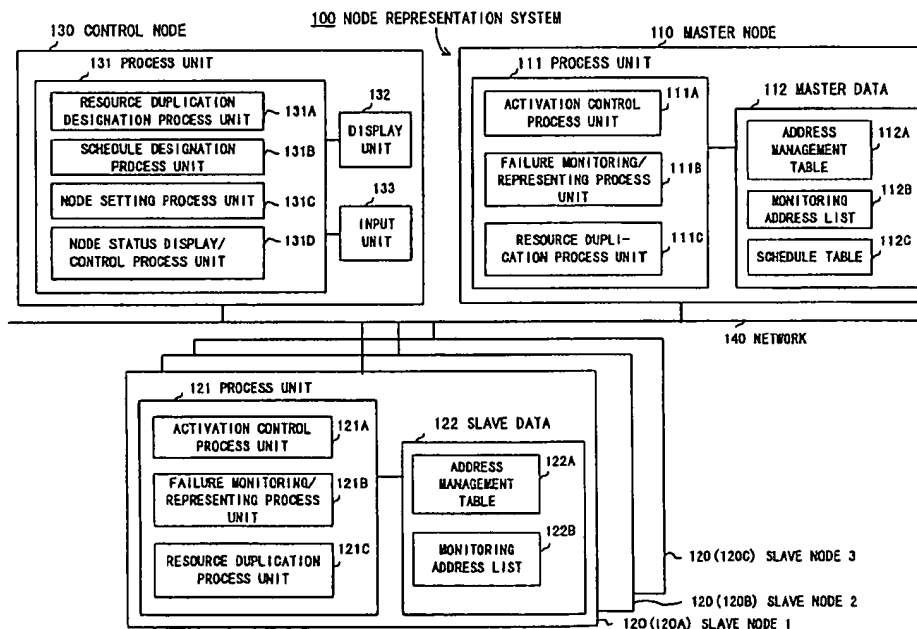 100 NODE REPRESENTATION SYSTEM
130 CONTROL NODE
131 PROCESS UNIT
RESOURCE DUPLICATION
DESIGNATION PROCESS UNIT
131A
SCHEDULE DESIGNATION
PROCESS UNIT
131B
NODE SETTING PROCESS UNIT
131C
NODE STATUS DISPLAY/
CONTROL PROCESS UNIT
131D
132
DISPLAY
UNIT
133
INPUT
UNIT
110 MASTER NODE
111 PROCESS UNIT
ACTIVATION CONTROL
PROCESS UNIT
111A
FAILURE MONITORING/
REPRESENTING PROCESS
UNIT
111B
RESOURCE DUPLI-
CATION PROCESS UNIT
111C
112 MASTER DATA
ADDRESS
MANAGEMENT
TABLE
112A
MONITORING
ADDRESS LIST
112B
SCHEDULE TABLE
112C
140 NETWORK
121 PROCESS UNIT
ACTIVATION CONTROL
PROCESS UNIT
121A
FAILURE MONITORING/
REPRESENTING PROCESS
UNIT
121B
RESOURCE DUPLICATION
PROCESS UNIT
121C
122 SLAVE DATA
ADDRESS
MANAGEMENT
TABLE
122A
MONITORING
ADDRESS LIST
122B
120(120C) SLAVE NODE 3
120(120B) SLAVE NODE 2
120(120A) SLAVE NODE 1